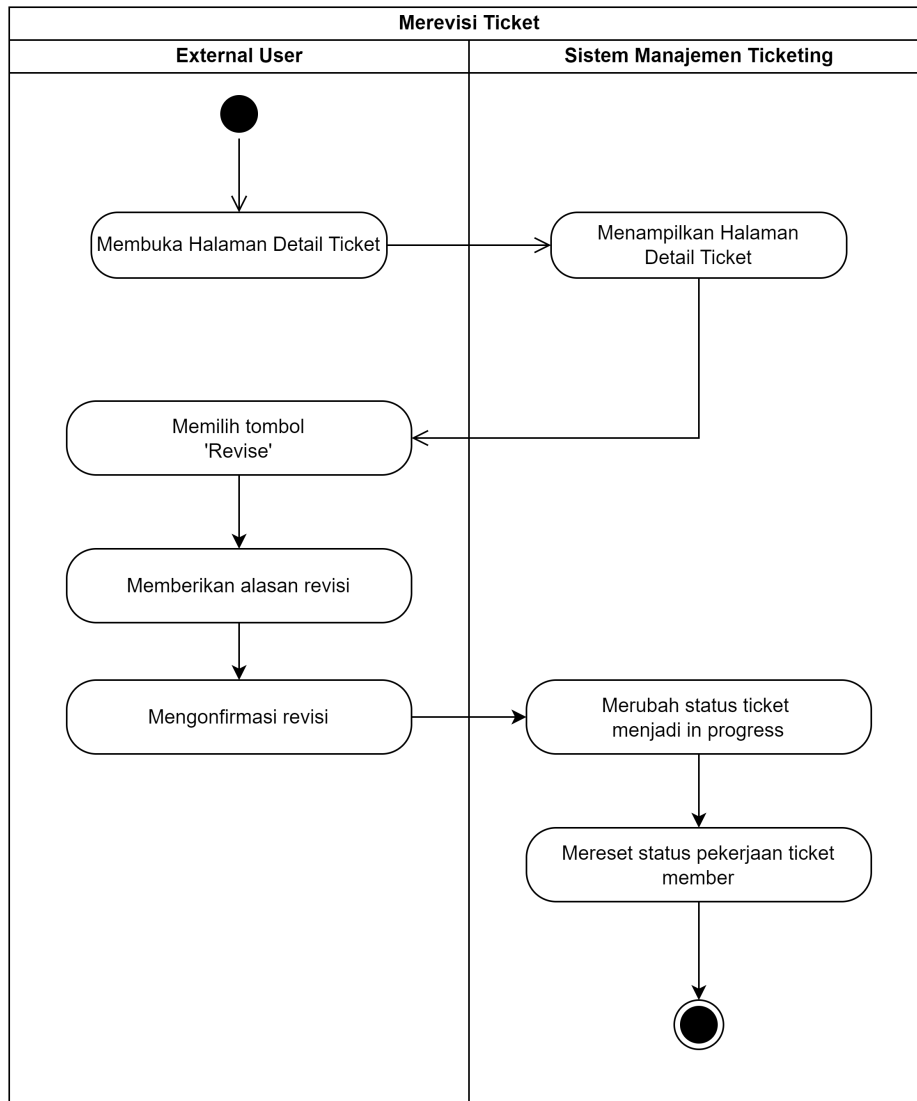 Merevisi Ticket
External User
Sistem Manajemen Ticketing
Membuka Halaman Detail Ticket
Menampilkan Halaman
Detail Ticket
Memilih tombol
'Revise'
Memberikan alasan revisi
Mengonfirmasi revisi
Merubah status ticket
menjadi in progress
Mereset status pekerjaan ticket
member